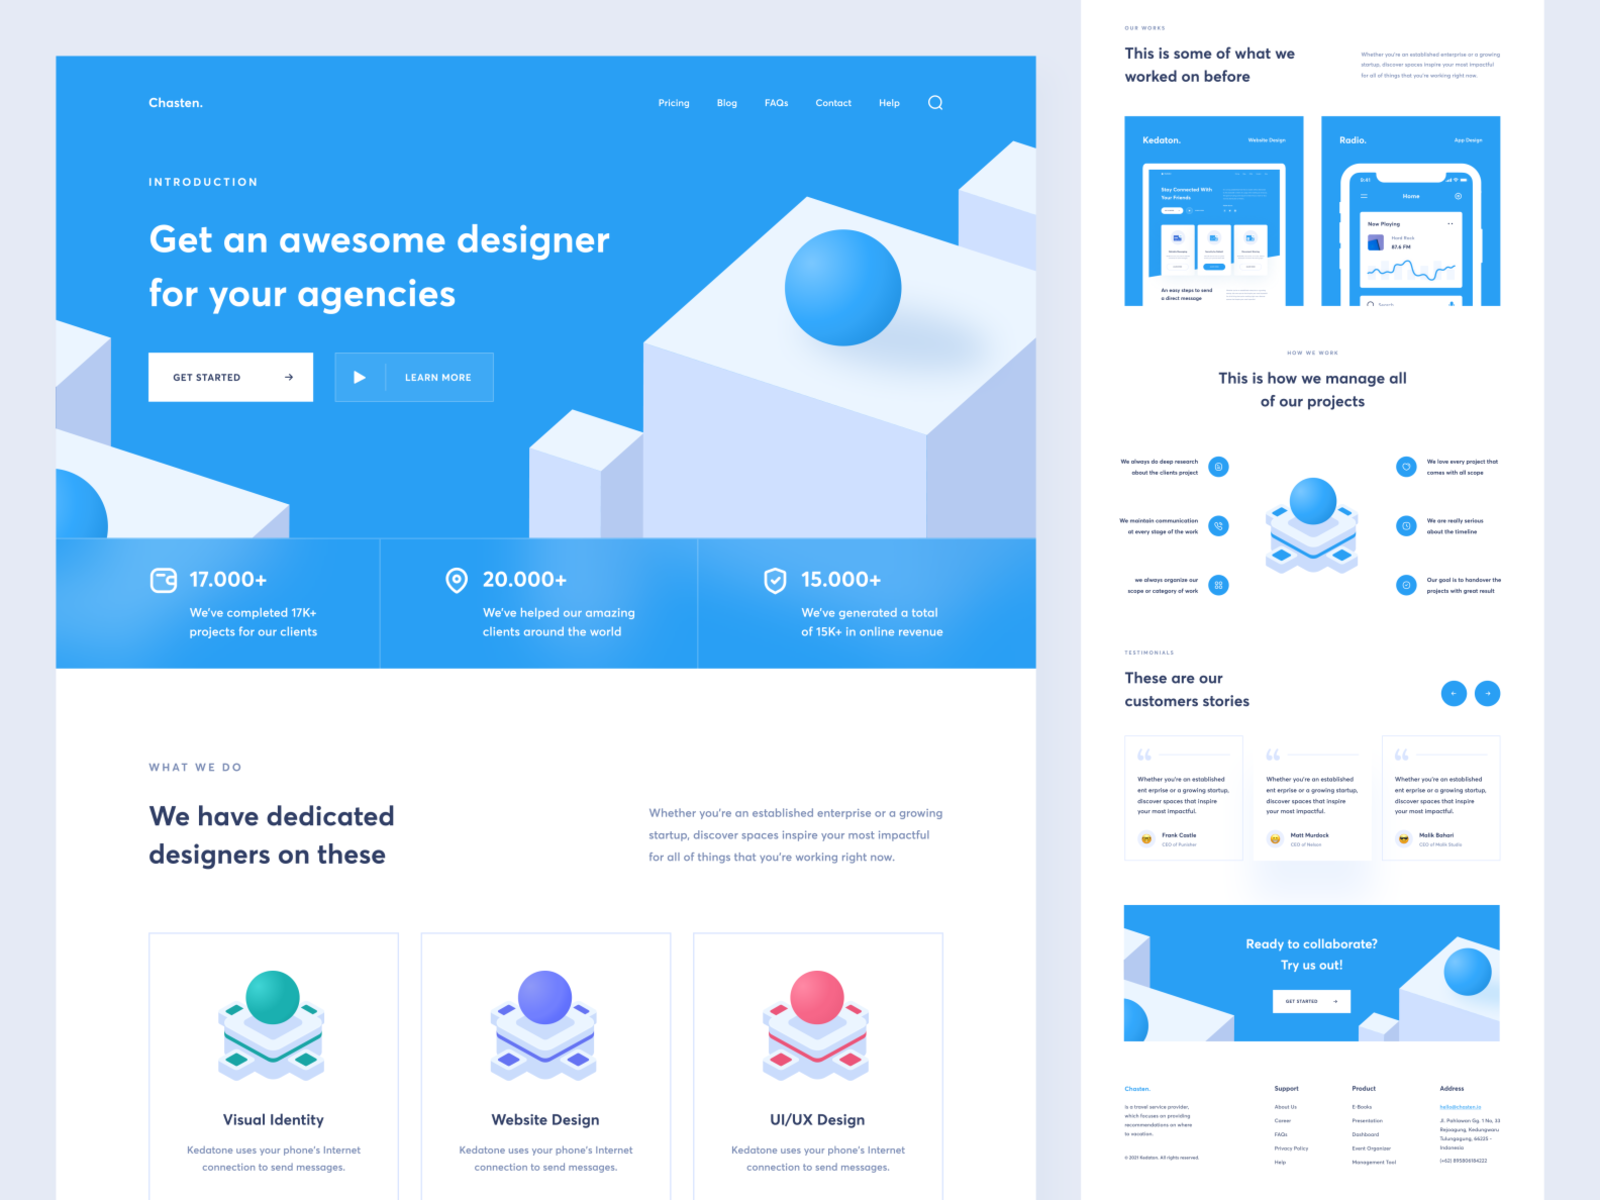 Chasten.
Pricing Blog FAQs Contact Help
INTRODUCTION
Get an awesome designer
for your agencies
GET STARTED
LEARN MORE
17.000+
We've completed 17K+
projects for our clients
20.000+
We've helped our amazing
clients around the world
15.000+
We've generated a total
of 15K+ in online revenue
WHAT WE DO
We have dedicated
designers on these
Whether you're an established enterprise or a growing
startup, discover spaces inspire your most impactful
for all of things that you're working right now.
Visual Identity
Kedatone uses your phone's Internet
connection to send messages.
Website Design
Kedatone uses your phone's Internet
connection to send messages.
UI/UX Design
Kedatone uses your phone's Internet
connection to send messages.
OUR WORKS
This is some of what we
worked on before
Whether you're an established enterprise or a growing
startup, discover spaces inspire your most impactful
for all of things that you're working right now.
Kedaton.
Website Design
Stay Connected With
Your Friends
An easy steps to send
a direct message
Radio.
App Design
Home
Now Playing
Hard Rock
87.6 FM
HOW WE WORK
This is how we manage all
of our projects
We always do deep research
about the clients project
We maintain communication
at every stage of the work
we always organize our
scope or category of work
We love every project that
comes with all scope
We are really serious
about the timeline
Our goal is to handover the
projects with great result
TESTIMONIALS
These are our
customers stories
Whether you're an established
ent erprise or a growing startup,
discover spaces that inspire
your most impactful.
Frank Castle
CEO of Punisher
Whether you're an established
ent erprise or a growing startup,
discover spaces that inspire
your most impactful.
Matt Murdock
CEO of Nelson
Whether you're an established
ent erprise or a growing startup,
discover spaces that inspire
your most impactful.
Malik Bahari
CEO of Malik Studio
Ready to collaborate?
Try us out!
GET STARTED
Chasten.
is a travel service provider,
which focuses on providing
recommendations on where
to vacation.
© 2021 Kedaton. All rights reserved.
Support
About Us
Career
FAQs
Privacy Policy
Help
Product
E-Books
Presentation
Dashboard
Event Organizer
Management Tool
Address
hello@chasten.io
Jl. Pahlawan Gg. 1 No, 33
Rejoagung, Kedungwaru
Tulungagung, 66225 -
Indonesia
(+62) 895806184222